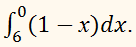 ∫₆⁰(1 − x)dx.